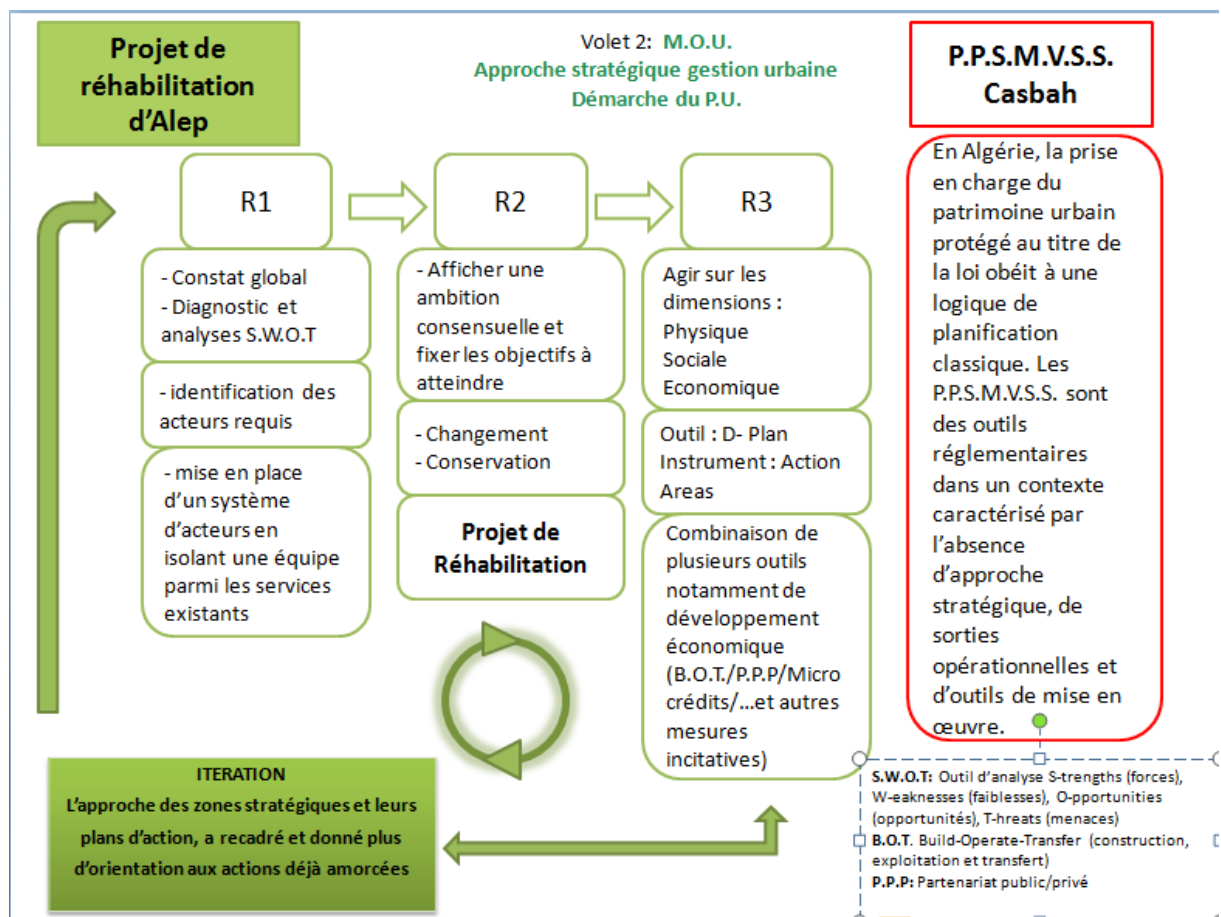 Projet de
réhabilitation
d'Alep
Volet 2: M.O.U.
Approche stratégique gestion urbaine
Démarche du P.U.
P.P.S.M.V.S.S.
Casbah
R1
R2
R3
- Constat global
- Diagnostic et
analyses S.W.O.T
- identification des
acteurs requis
- mise en place
d'un système
d'acteurs en
isolant une équipe
parmi les services
existants
- Afficher une
ambition
consensuelle et
fixer les objectifs à
atteindre
- Changement
- Conservation
Projet de
Réhabilitation
Agir sur les
dimensions :
Physique
Sociale
Economique
Outil : D- Plan
Instrument : Action
Areas
Combinaison de
plusieurs outils
notamment de
développement
économique
(B.O.T./P.P.P/Micro
crédits/...et autres
mesures
incitatives)
En Algérie, la prise
en charge du
patrimoine urbain
protégé au titre de
la loi obéit à une
logique de
planification
classique. Les
P.P.S.M.V.S.S. sont
des outils
réglementaires
dans un contexte
caractérisé par
l'absence
d'approche
stratégique, de
sorties
opérationnelles et
d'outils de mise en
œuvre.
ITERATION
L'approche des zones stratégiques et leurs
plans d'action, a recadré et donné plus
d'orientation aux actions déjà amorcées
S.W.O.T: Outil d'analyse S-trengths (forces),
W-eaknesses (faiblesses), O-pportunities
(opportunités), T-hreats (menaces)
B.O.T. Build-Operate-Transfer (construction,
exploitation et transfert)
P.P.P: Partenariat public/privé